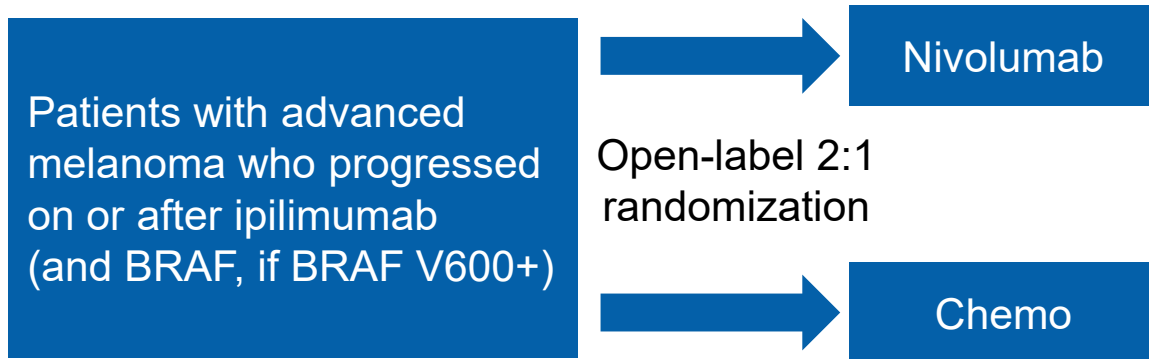 Patients with advanced
melanoma who progressed
on or after ipilimumab
(and BRAF, if BRAF V600+)
Nivolumab
Open-label 2:1
randomization
Chemo